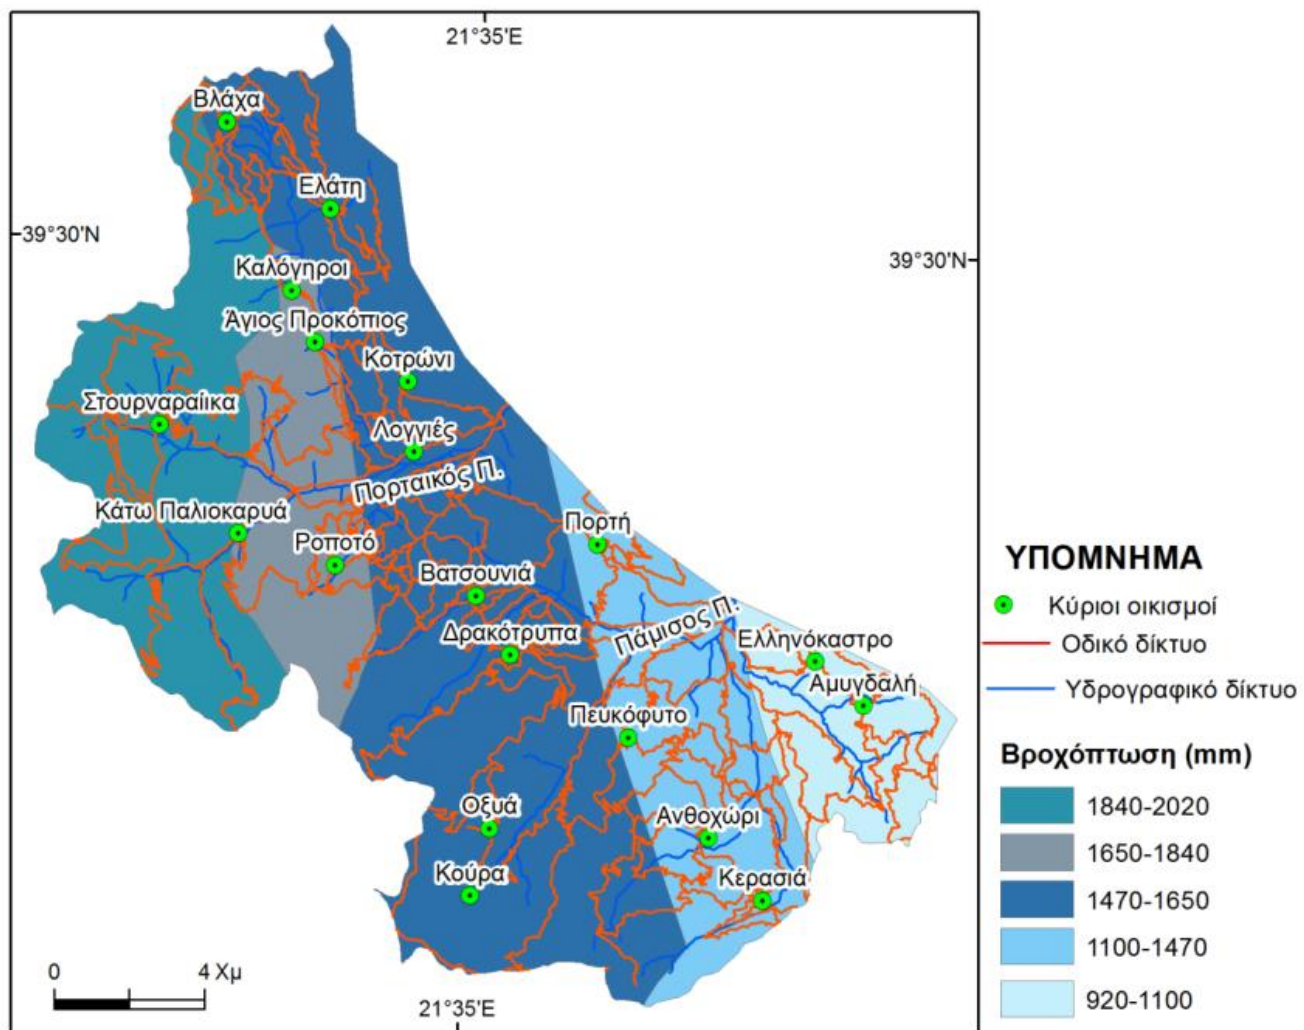 21°35'E
Βλάχα
Ελάτη
39°30'N
39°30'N
Καλόγηροι
Άγιος Προκόπιος
Κοτρώνι
Στουρναραίικα
Λογγιές
Πορταικός Π.
Κάτω Παλιοκαρυά
Ροποτό
Πορτή
Βατσουνιά
Δρακότρυπα
Πάμισος Π.
Ελληνόκαστρο
Αμυγδαλή
Πευκόφυτο
Οξυά
Ανθοχώρι
Κούρα
Κερασιά
0 4 Χμ
21°35'E
ΥΠΟΜΝΗΜΑ
Κύριοι οικισμοί
Οδικό δίκτυο
Υδρογραφικό δίκτυο
Βροχόπτωση (mm)
1840-2020
1650-1840
1470-1650
1100-1470
920-1100